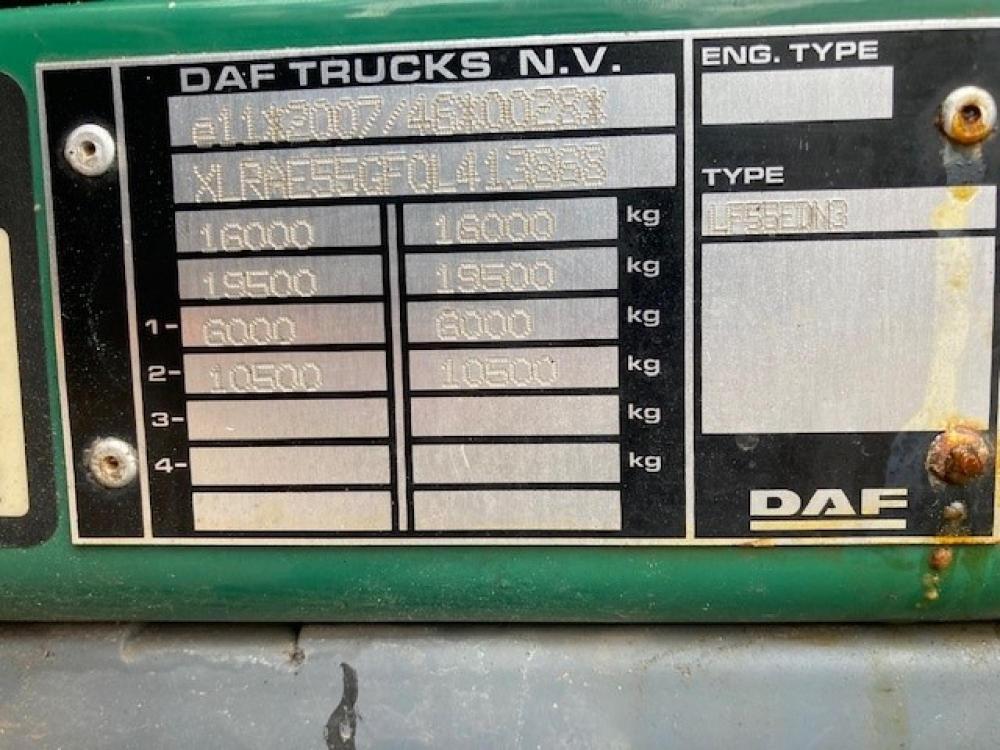 DAF TRUCKS N.V.
e11*2007/46*0028*
XLRAE55GF0L413868
16000 16000 kg
19500 19500 kg
1- 6000 6000 kg
2- 10500 10500 kg
3- kg
4- kg
ENG. TYPE
TYPE
LF55EDN3
DAF